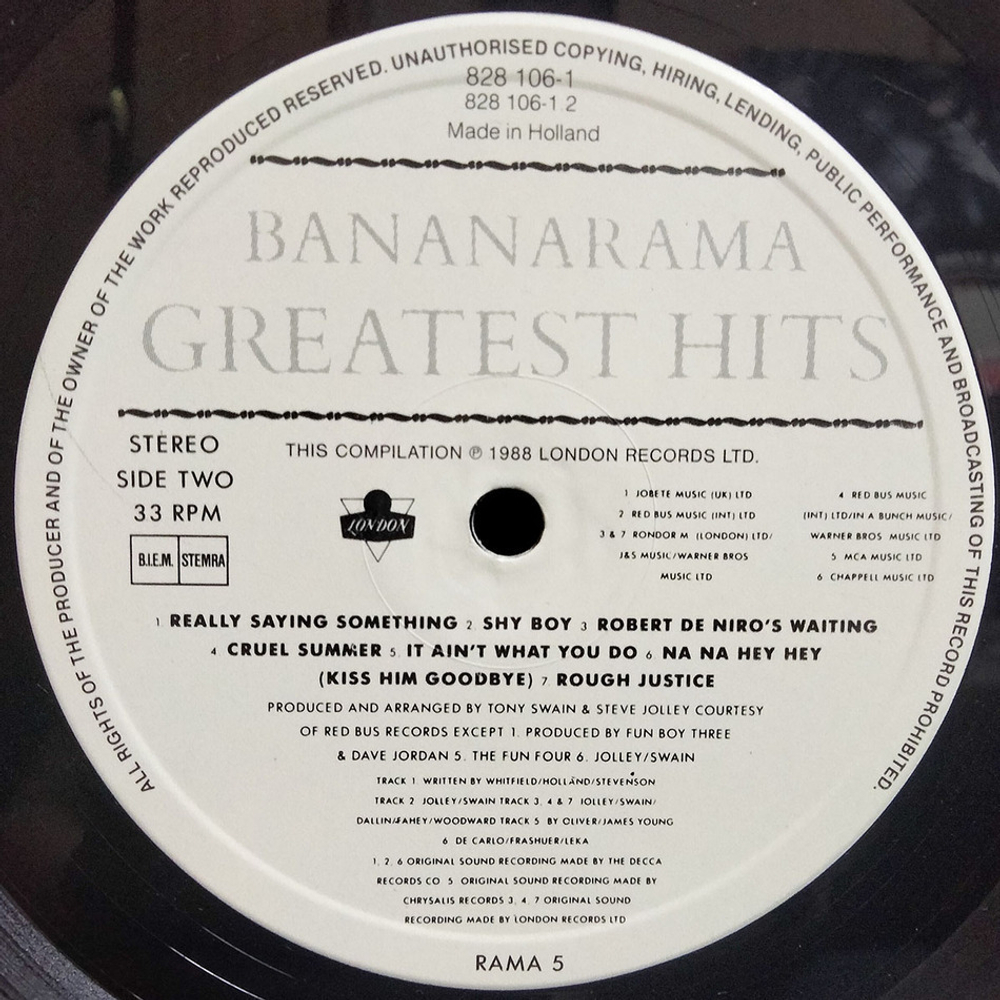 ALL RIGHTS OF THE PRODUCER AND OF THE OWNER OF THE WORK REPRODUCED RESERVED. UNAUTHORISED COPYING, HIRING, LENDING, PUBLIC PERFORMANCE AND BROADCASTING OF THIS RECORD PROHIBITED.
828 106-1
828 106-1 2
Made in Holland
BANANARAMA
GREATEST HITS
STEREO
SIDE TWO
33 RPM
B.I.E.M. STEMRA
THIS COMPILATION ℗ 1988 LONDON RECORDS LTD.
LONDON
1 JOBETE MUSIC (UK) LTD
2 RED BUS MUSIC (INT) LTD
3 & 7 RONDOR M (LONDON) LTD/
J&S MUSIC/WARNER BROS
MUSIC LTD
4 RED BUS MUSIC
(INT) LTD/IN A BUNCH MUSIC/
WARNER BROS MUSIC LTD
5 MCA MUSIC LTD
6 CHAPPELL MUSIC LTD
1 REALLY SAYING SOMETHING 2 SHY BOY 3 ROBERT DE NIRO'S WAITING
4 CRUEL SUMMER 5. IT AIN'T WHAT YOU DO 6. NA NA HEY HEY
(KISS HIM GOODBYE) 7 ROUGH JUSTICE
PRODUCED AND ARRANGED BY TONY SWAIN & STEVE JOLLEY COURTESY
OF RED BUS RECORDS EXCEPT 1. PRODUCED BY FUN BOY THREE
& DAVE JORDAN 5. THE FUN FOUR 6. JOLLEY/SWAIN
TRACK 1 WRITTEN BY WHITFIELD/HOLLAND/STEVENSON
TRACK 2 JOLLEY/SWAIN TRACK 3, 4 & 7 JOLLEY/SWAIN/
DALLIN/FAHEY/WOODWARD TRACK 5 BY OLIVER/JAMES YOUNG
6 DE CARLO/FRASHUER/LEKA
1, 2, 6 ORIGINAL SOUND RECORDING MADE BY THE DECCA
RECORDS CO 5 ORIGINAL SOUND RECORDING MADE BY
CHRYSALIS RECORDS 3, 4, 7 ORIGINAL SOUND
RECORDING MADE BY LONDON RECORDS LTD
RAMA 5